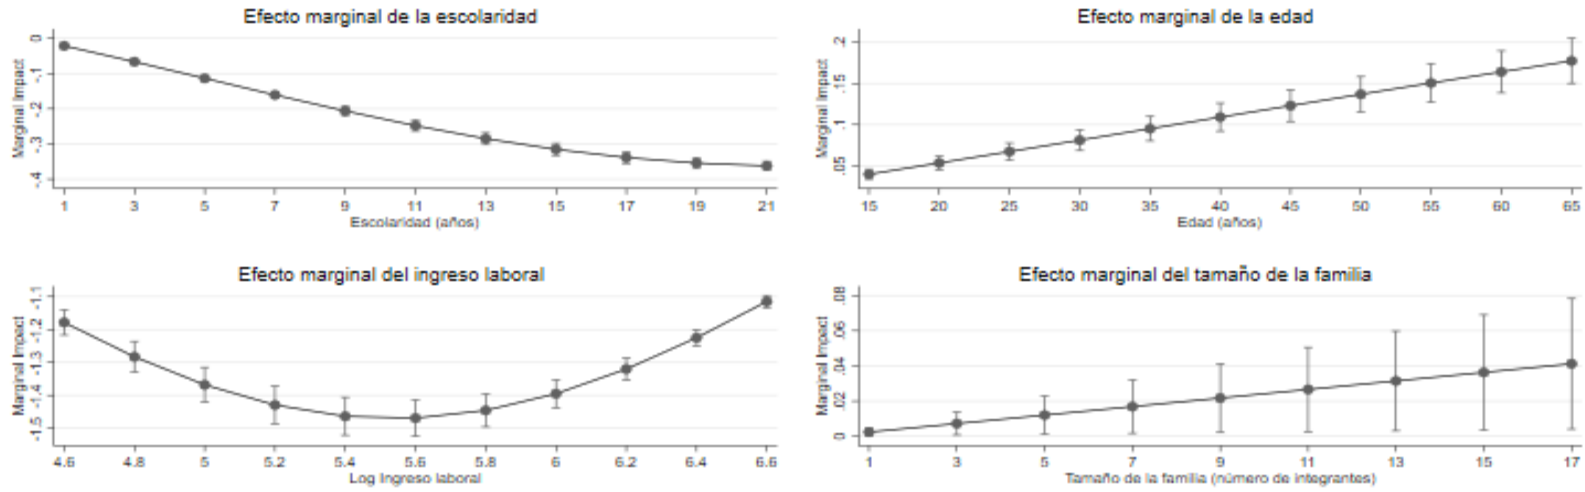 Efecto marginal de la escolaridad
Marginal Impact
0
-.1
-.2
-.3
-.4
1 3 5 7 9 11 13 15 17 19 21
Escolaridad (años)
Efecto marginal de la edad
Marginal Impact
.2
.15
.1
.05
15 20 25 30 35 40 45 50 55 60 65
Edad (años)
Efecto marginal del ingreso laboral
Marginal Impact
-1.1
-1.2
-1.3
-1.4
-1.5
4.6 4.8 5 5.2 5.4 5.6 5.8 6 6.2 6.4 6.6
Log Ingreso laboral
Efecto marginal del tamaño de la familia
Marginal Impact
.08
.06
.04
.02
0
1 3 5 7 9 11 13 15 17
Tamaño de la familia (número de integrantes)